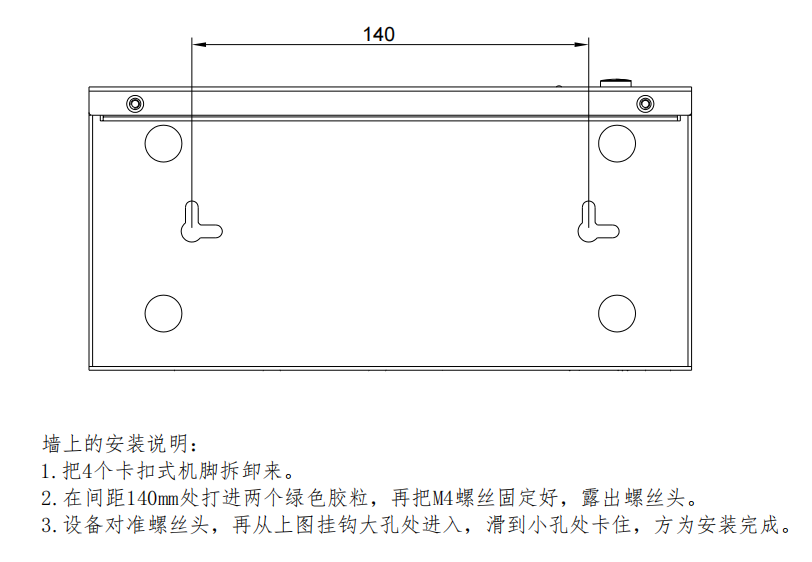 140
墙上的安装说明：
1.把4个卡扣式机脚拆卸来。
2.在间距140mm处打进两个绿色胶粒，再把M4螺丝固定好，露出螺丝头。
3.设备对准螺丝头，再从上图挂钩大孔处进入，滑到小孔处卡住，方为安装完成。